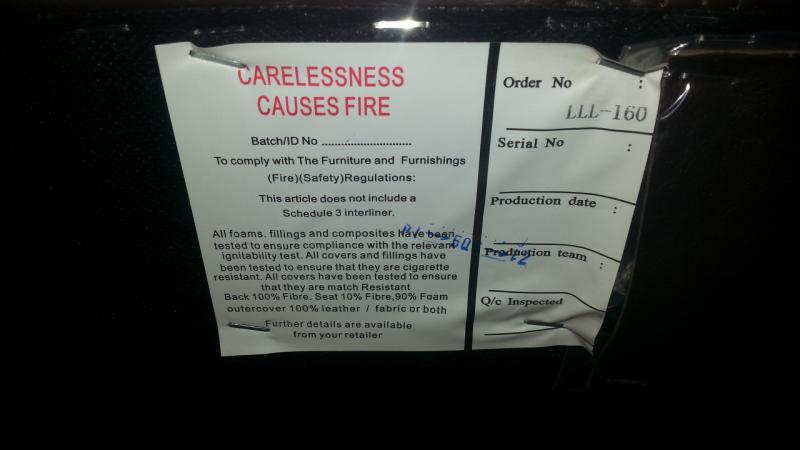 CARELESSNESS
CAUSES FIRE
Batch/ID No ............................
To comply with The Furniture and Furnishings
(Fire)(Safety)Regulations:
This article does not include a
Schedule 3 interliner.
All foams. fillings and composites have been
tested to ensure compliance with the relevant
ignitability test. All covers and fillings have
been tested to ensure that they are cigarette
resistant. All covers have been tested to ensure
that they are match Resistant
Back 100% Fibre. Seat 10% Fibre,90% Foam
outercover 100% leather / fabric or both
Further details are available
from your retailer
Order No :
LLL-160
Serial No :
Production date :
Production team :
Q/c Inspected